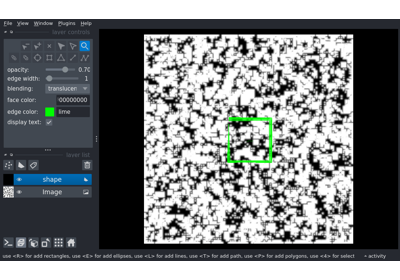 File View Window Plugins Help
layer controls
opacity: 0.70
edge width: 1
blending: translucen
face color: 00000000
edge color: lime
display text:
layer list
shape
Image
use <R> for add rectangles, use <E> for add ellipses, use <L> for add lines, use <T> for add path, use <P> for add polygons, use <4> for select activity